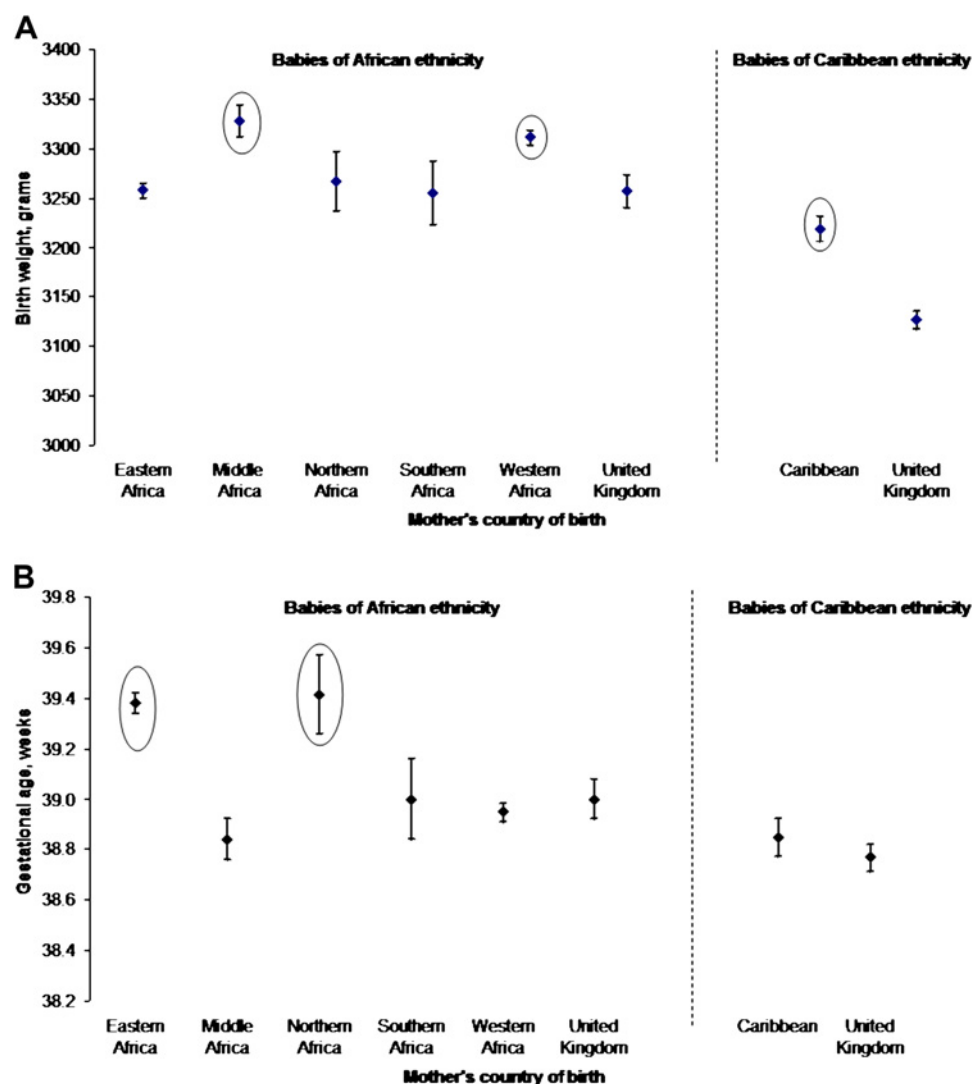 A
3400
Babies of African ethnicity
Babies of Caribbean ethnicity
3350
3300
3250
3200
3150
3100
3050
3000
Birth weight, grams
Eastern Africa
Middle Africa
Northern Africa
Southern Africa
Western Africa
United Kingdom
Caribbean
United Kingdom
Mother's country of birth
B
39.8
Babies of African ethnicity
Babies of Caribbean ethnicity
39.6
39.4
39.2
39.0
38.8
38.6
38.4
38.2
Gestational age, weeks
Eastern Africa
Middle Africa
Northern Africa
Southern Africa
Western Africa
United Kingdom
Caribbean
United Kingdom
Mother's country of birth